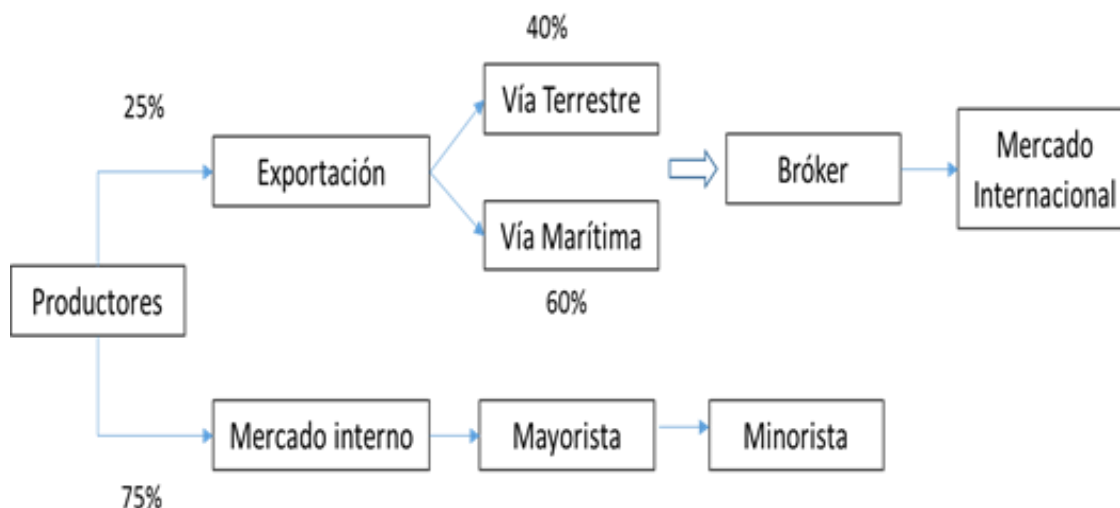 40%
25%
Vía Terrestre
Exportación
Bróker
Mercado
Internacional
Vía Marítima
60%
Productores
Mercado interno
Mayorista
Minorista
75%